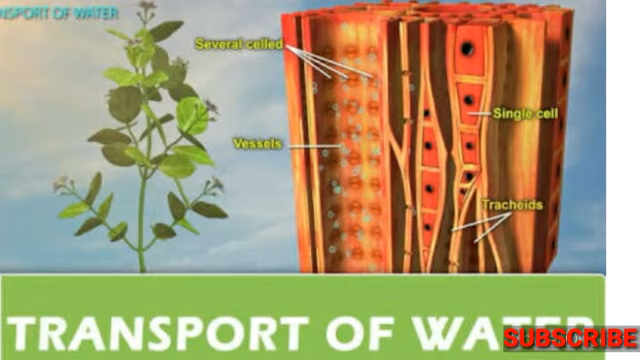 NSPORT OF WATER
Several celled
Single cell
Vessels
Tracheids
TRANSPORT OF WATER
SUBSCRIBE